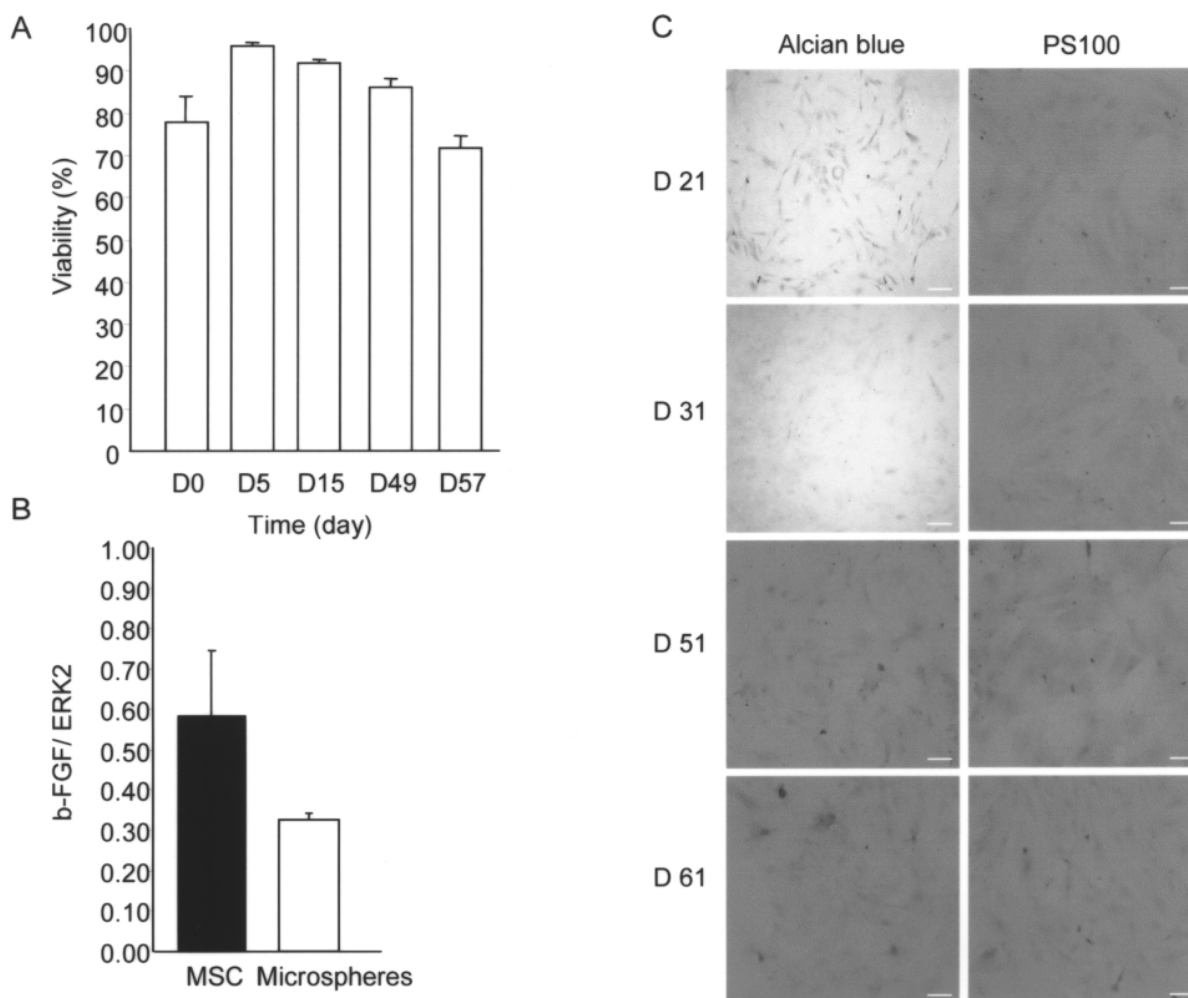 A
100
90
80
70
60
50
40
30
20
10
0
Viability (%)
D0 D5 D15 D49 D57
Time (day)
B
1.00
0.90
0.80
0.70
0.60
0.50
0.40
0.30
0.20
0.10
0.00
b-FGF/ ERK2
MSC Microspheres
C
Alcian blue PS100
D 21
D 31
D 51
D 61